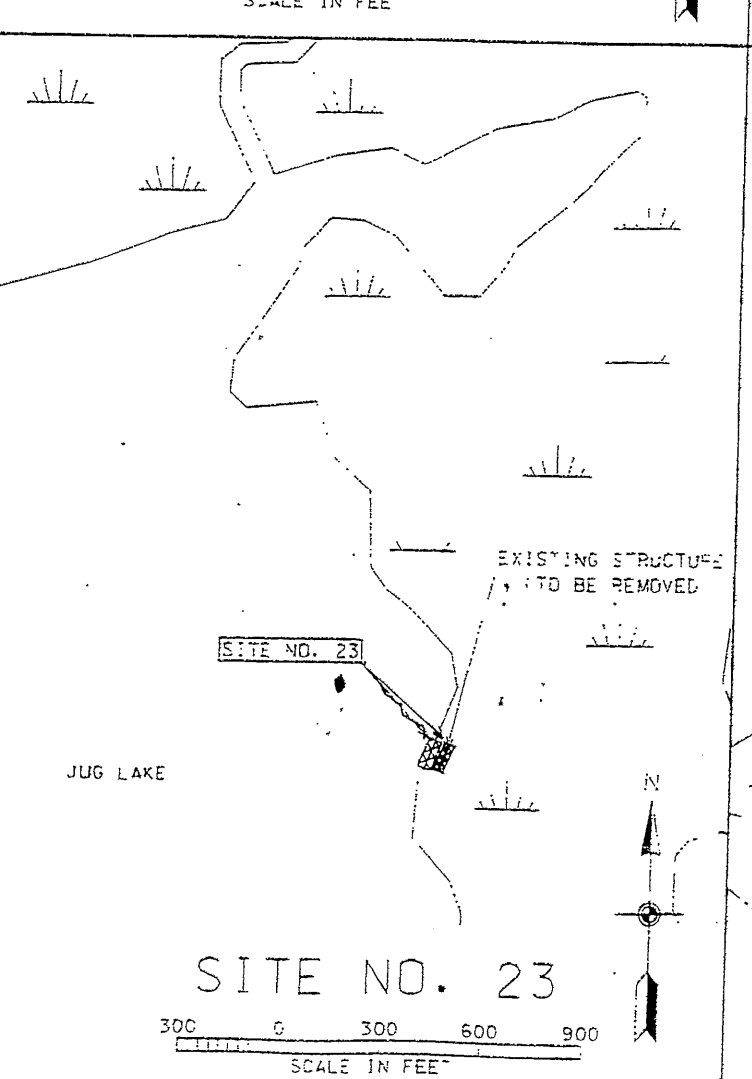 SCALE IN FEE
EXISTING STRUCTURE
TO BE REMOVED
SITE NO. 23
JUG LAKE
N
SITE NO. 23
300 0 300 600 900
SCALE IN FEET